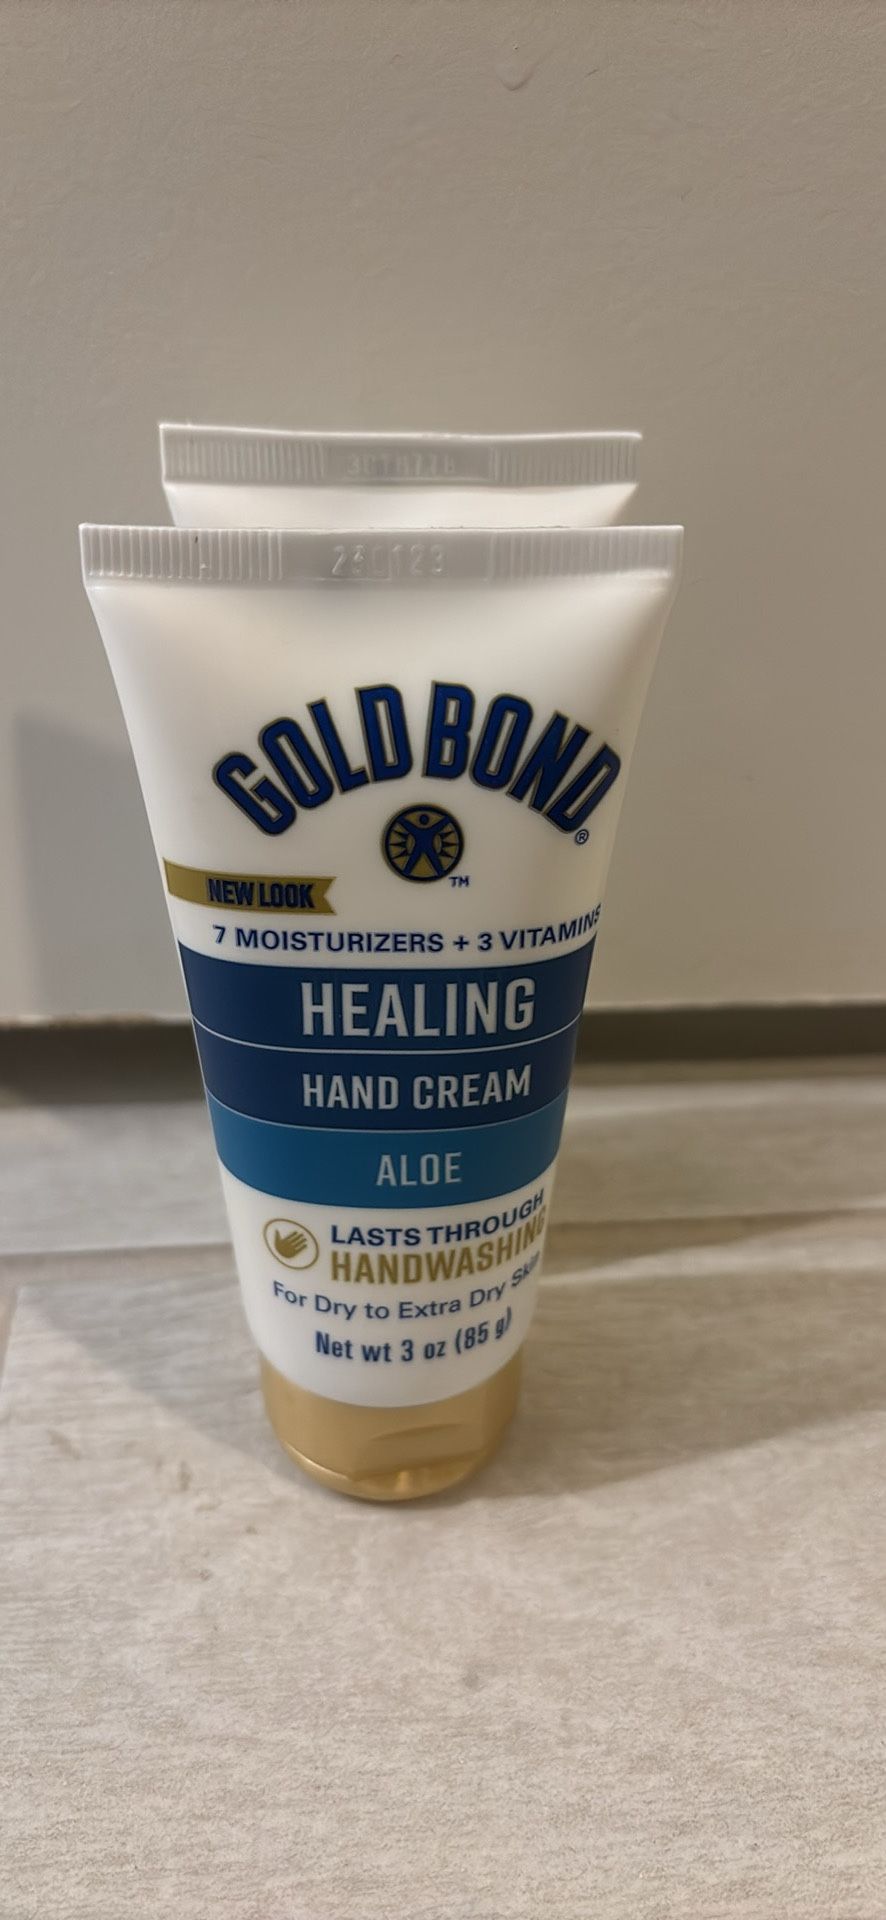 GOLD BOND®
TM
NEW LOOK
7 MOISTURIZERS + 3 VITAMINS
HEALING
HAND CREAM
ALOE
LASTS THROUGH
HANDWASHING
For Dry to Extra Dry Skin
Net wt 3 oz (85 g)